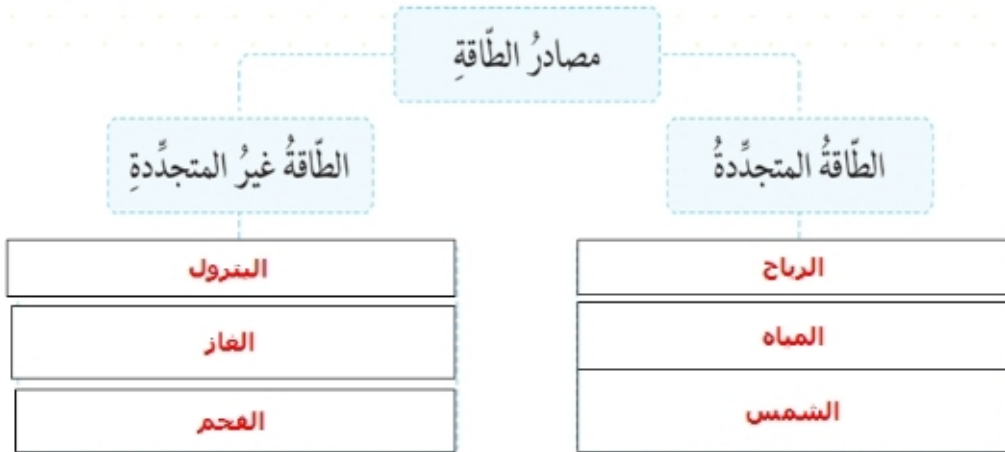 مصادرُ الطّاقةِ
الطّاقةُ المتجدِّدةُ
الطّاقةُ غيرُ المتجدِّدةِ
الرياح
البترول
المياه
الغاز
الشمس
الفحم